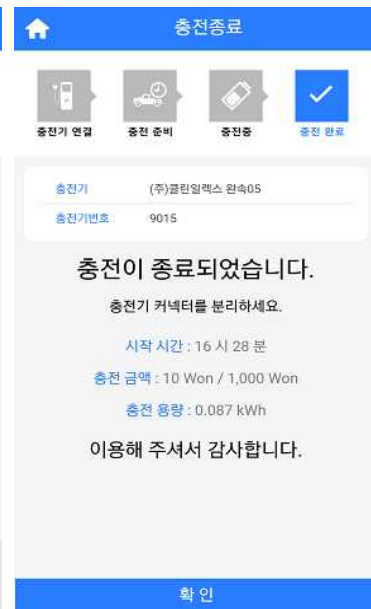 충전종료
충전기 연결
충전 준비
충전중
충전 완료
충전기 (주)클린일렉스 완속05
충전기번호 9015
충전이 종료되었습니다.
충전기 커넥터를 분리하세요.
시작 시간 : 16 시 28 분
충전 금액 : 10 Won / 1,000 Won
충전 용량 : 0.087 kWh
이용해 주셔서 감사합니다.
확 인